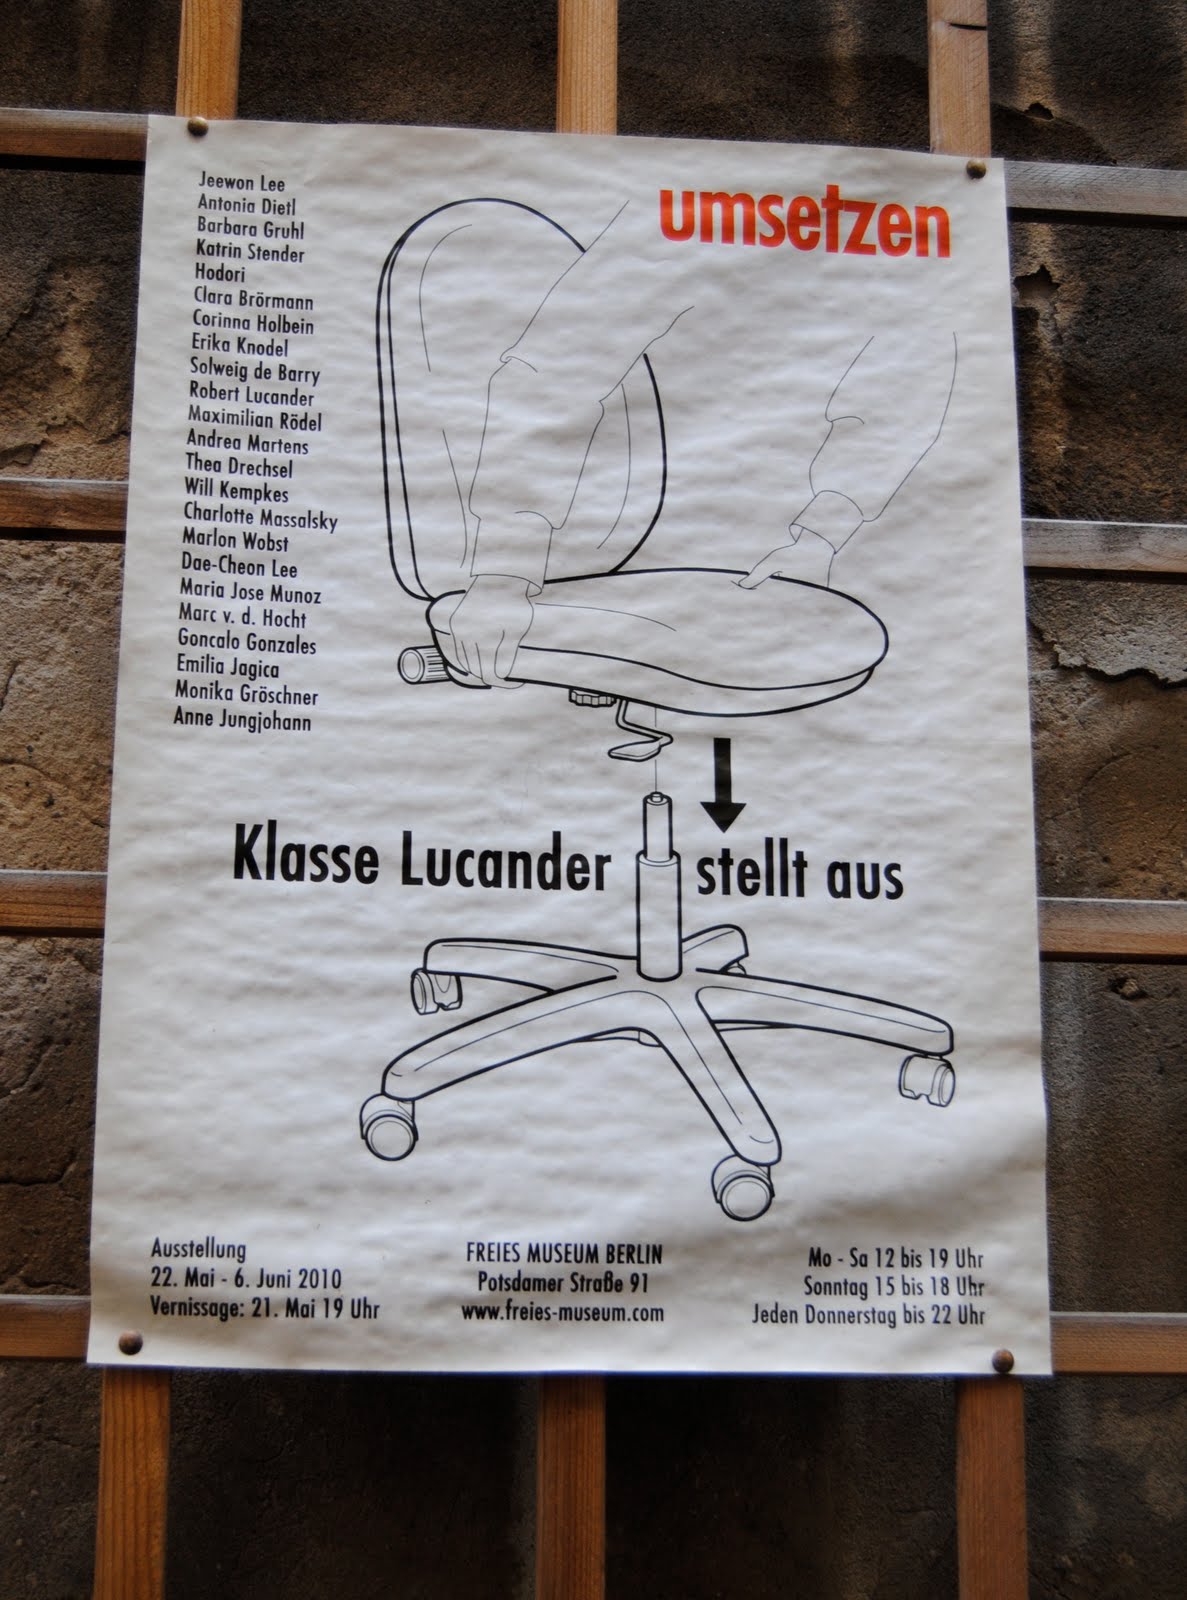 umsetzen
Jeewon Lee
Antonia Dietl
Barbara Gruhl
Katrin Stender
Hodori
Clara Brörmann
Corinna Holbein
Erika Knodel
Solweig de Barry
Robert Lucander
Maximilian Rödel
Andrea Martens
Thea Drechsel
Will Kempkes
Charlotte Massalsky
Marlon Wobst
Dae-Cheon Lee
Maria Jose Munoz
Marc v. d. Hocht
Goncalo Gonzales
Emilia Jagica
Monika Gröschner
Anne Jungjohann
Klasse Lucander stellt aus
Ausstellung
22. Mai - 6. Juni 2010
Vernissage: 21. Mai 19 Uhr
FREIES MUSEUM BERLIN
Potsdamer Straße 91
www.freies-museum.com
Mo - Sa 12 bis 19 Uhr
Sonntag 15 bis 18 Uhr
Jeden Donnerstag bis 22 Uhr